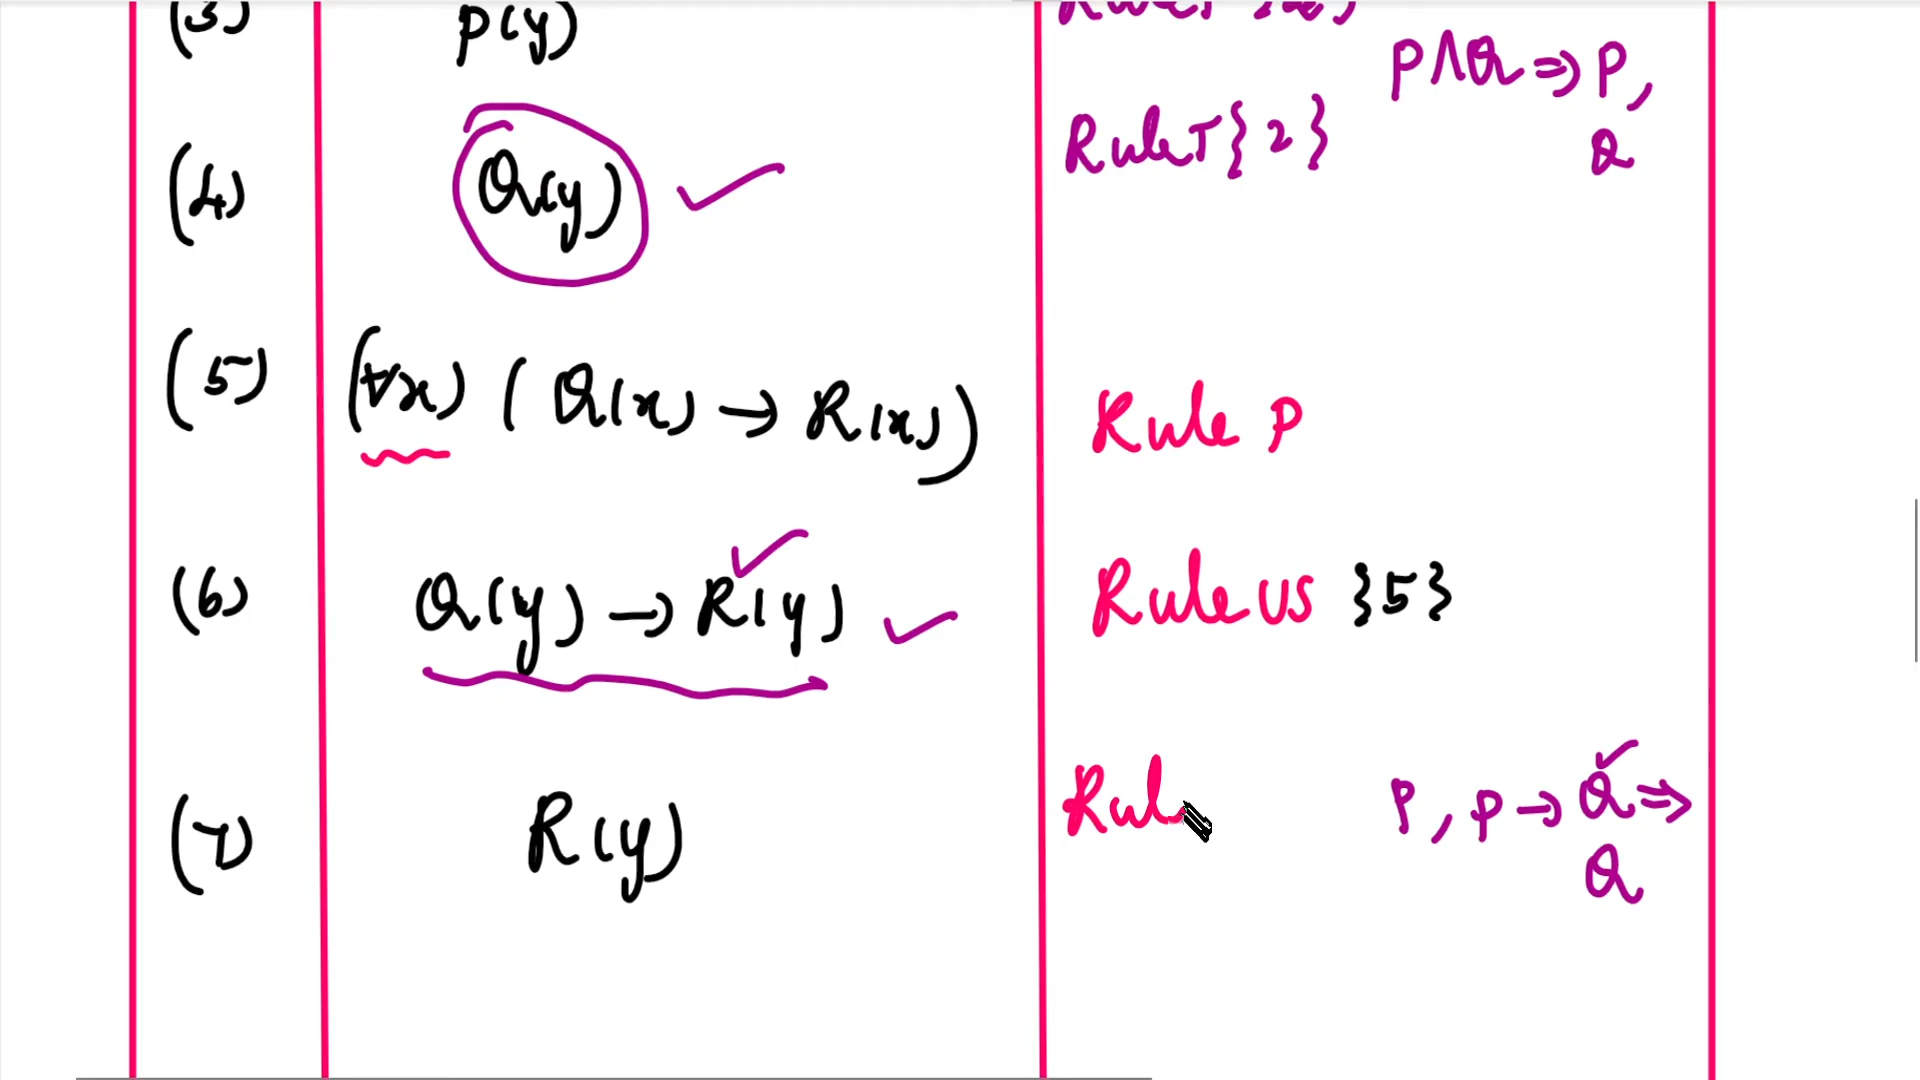 (3) P(y)
P∧Q ⇒ P,
Q
(4) Q(y) ✓ Rule T {2}
(5) (∀x) ( Q(x) → R(x) ) Rule P
(6) Q(y) → R(y) ✓ Rule US {5}
(7) R(y) Rul P, P → Q ⇒
Q